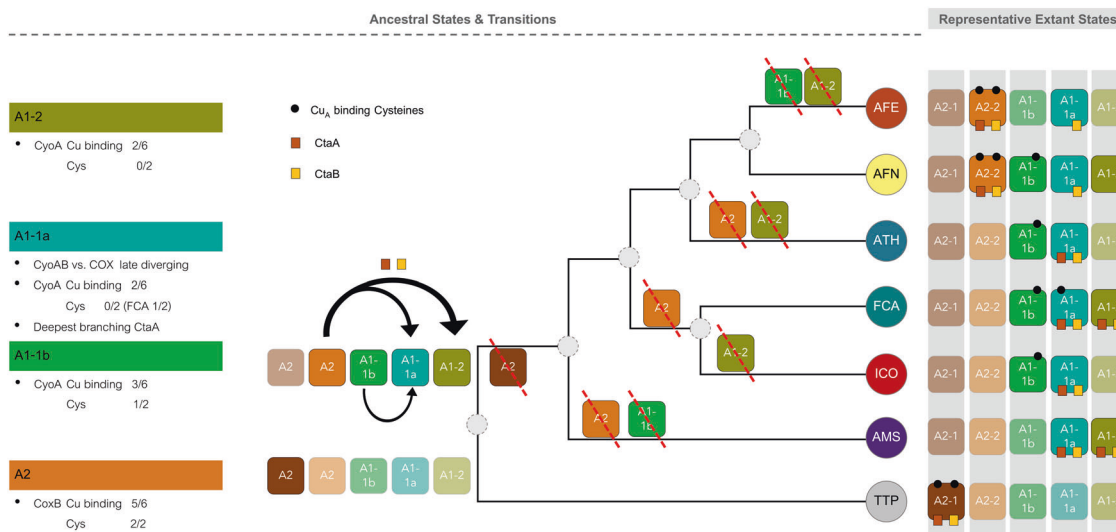 Ancestral States & Transitions
Representative Extant States
A1-2
• CyoA Cu binding 2/6
Cys 0/2
A1-1a
• CyoAB vs. COX late diverging
• CyoA Cu binding 2/6
Cys 0/2 (FCA 1/2)
• Deepest branching CtaA
A1-1b
• CyoA Cu binding 3/6
Cys 1/2
A2
• CoxB Cu binding 5/6
Cys 2/2
CuA binding Cysteines
CtaA
CtaB
A2 A2 A1-1b A1-1a A1-2
A2 A2 A1-1b A1-1a A1-2
A2
A1-1b A1-2
A2 A1-2
A2
A1-2
A2 A1-1b
AFE
AFN
ATH
FCA
ICO
AMS
TTP
A2-1 A2-2 A1-1b A1-1a A1-
A2-1 A2-2 A1-1b A1-1a A1-
A2-1 A2-2 A1-1b A1-1a A1-
A2-1 A2-2 A1-1b A1-1a A1-
A2-1 A2-2 A1-1b A1-1a A1-
A2-1 A2-2 A1-1b A1-1a A1-
A2-1 A2-2 A1-1b A1-1a A1-